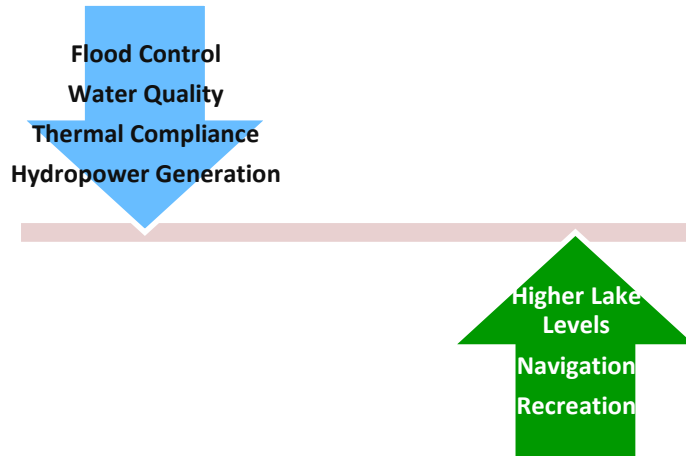 Flood Control
Water Quality
Thermal Compliance
Hydropower Generation
Higher Lake
Levels
Navigation
Recreation